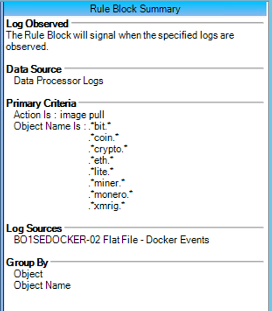 Rule Block Summary
Log Observed
The Rule Block will signal when the specified logs are
observed.
Data Source
Data Processor Logs
Primary Criteria
Action Is : image pull
Object Name Is : .*bit.*
.*coin.*
.*crypto.*
.*eth.*
.*lite.*
.*miner.*
.*monero.*
.*xmrig.*
Log Sources
BO1SEDOCKER-02 Flat File - Docker Events
Group By
Object
Object Name